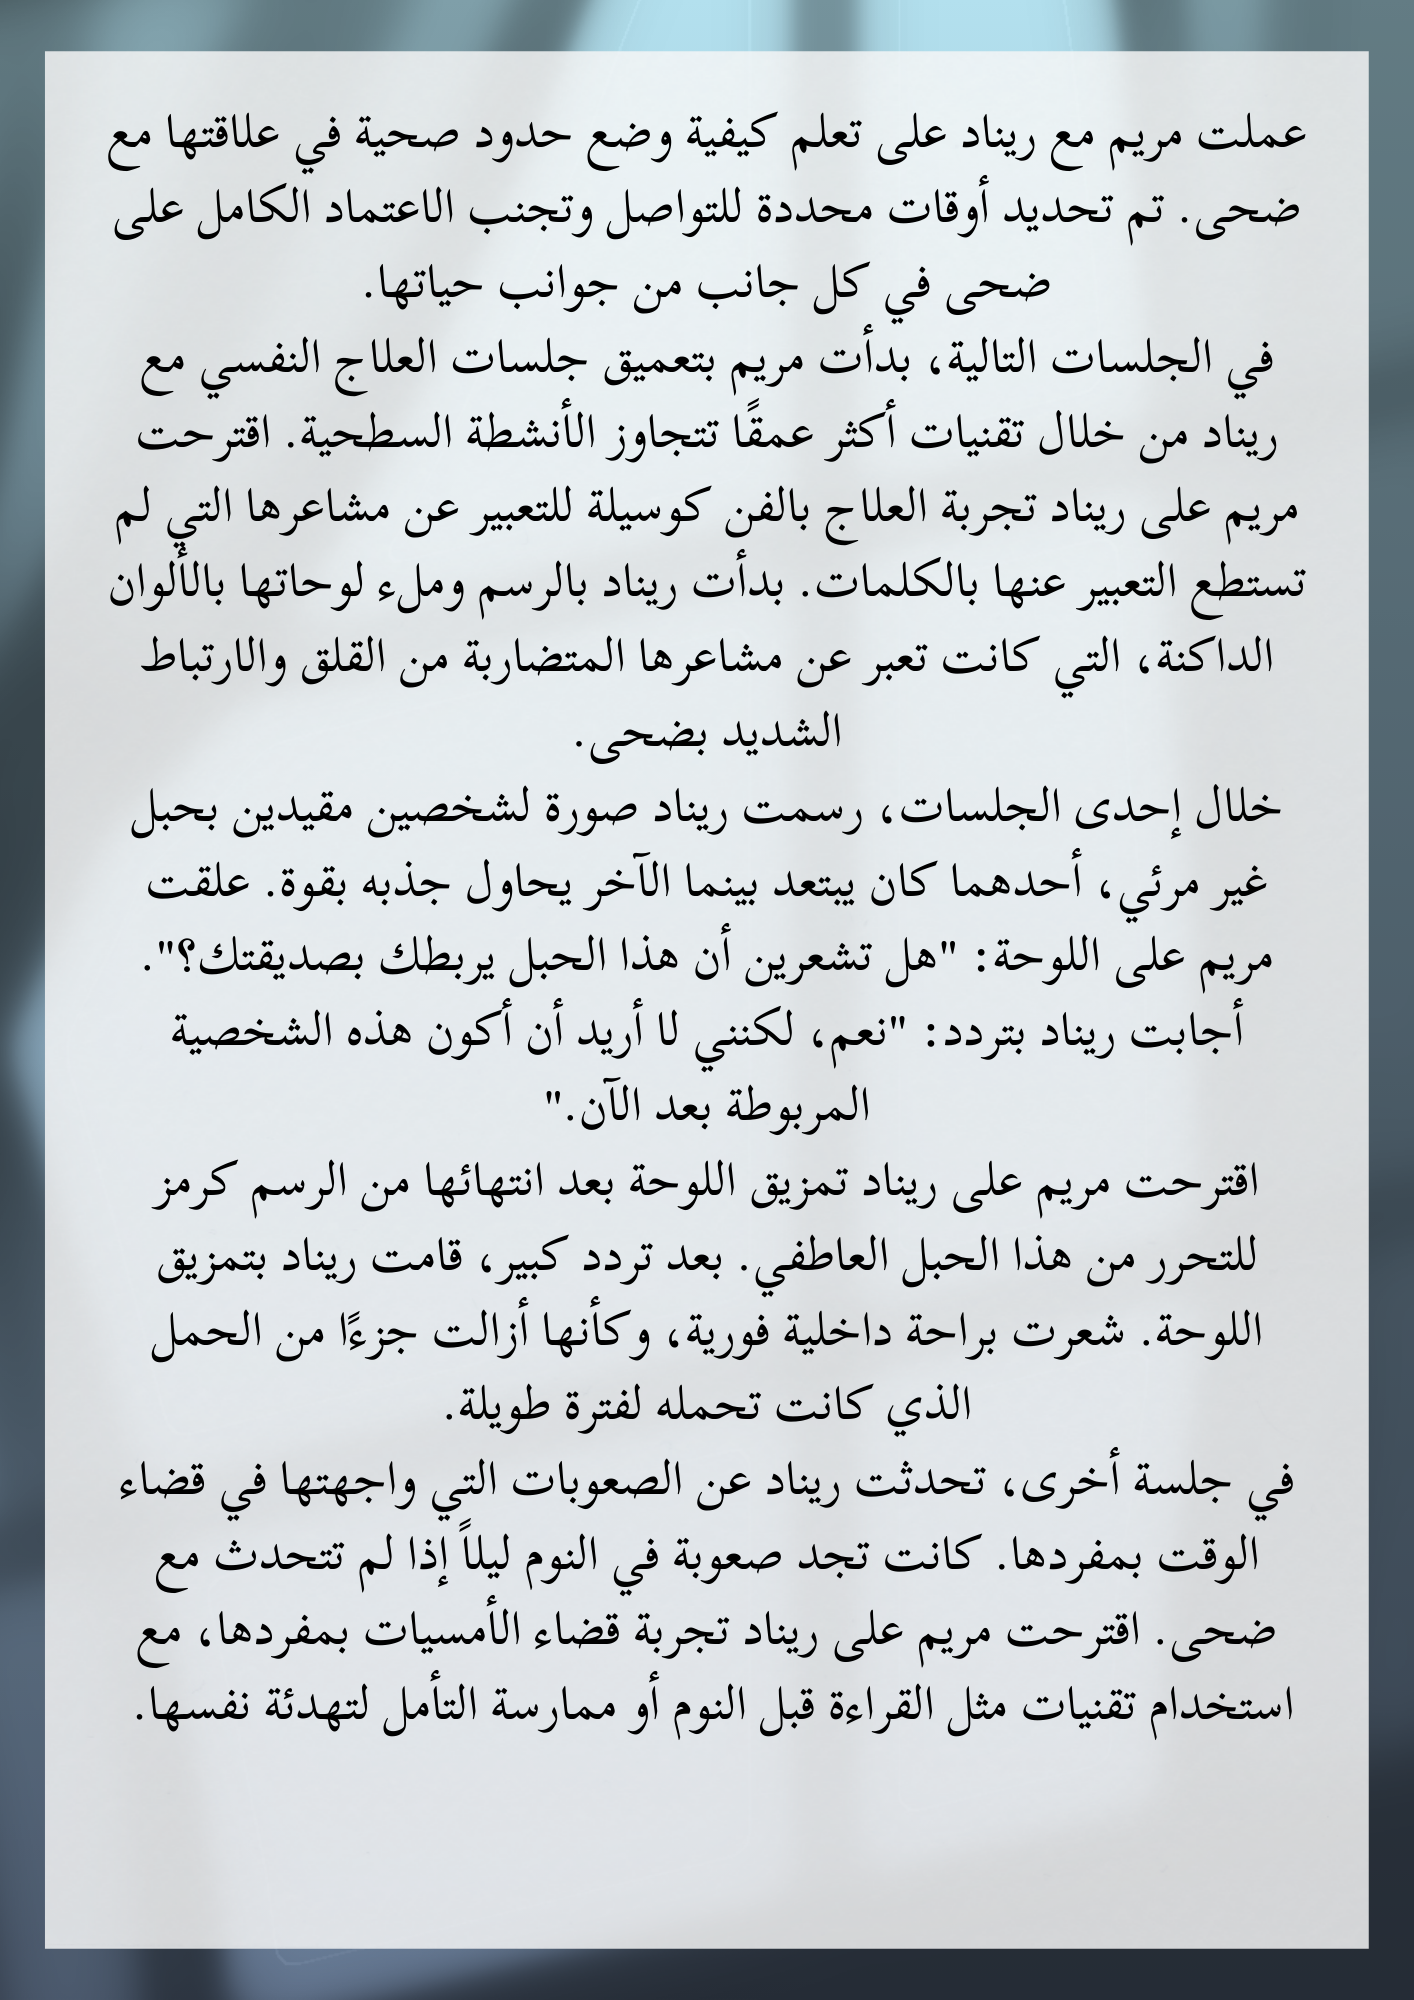 عملت مريم مع ريناد على تعلم كيفية وضع حدود صحية في علاقتها مع
ضحى. تم تحديد أوقات محددة للتواصل وتجنب الاعتماد الكامل على
ضحى في كل جانب من جوانب حياتها.
في الجلسات التالية، بدأت مريم بتعميق جلسات العلاج النفسي مع
ريناد من خلال تقنيات أكثر عمقًا تتجاوز الأنشطة السطحية. اقترحت
مريم على ريناد تجربة العلاج بالفن كوسيلة للتعبير عن مشاعرها التي لم
تستطع التعبير عنها بالكلمات. بدأت ريناد بالرسم وملء لوحاتها بالألوان
الداكنة، التي كانت تعبر عن مشاعرها المتضاربة من القلق والارتباط
الشديد بضحى.
خلال إحدى الجلسات، رسمت ريناد صورة لشخصين مقيدين بحبل
غير مرئي، أحدهما كان يبتعد بينما الآخر يحاول جذبه بقوة. علقت
مريم على اللوحة: "هل تشعرين أن هذا الحبل يربطك بصديقتك؟".
أجابت ريناد بتردد: "نعم، لكنني لا أريد أن أكون هذه الشخصية
المربوطة بعد الآن."
اقترحت مريم على ريناد تمزيق اللوحة بعد انتهائها من الرسم كرمز
للتحرر من هذا الحبل العاطفي. بعد تردد كبير، قامت ريناد بتمزيق
اللوحة. شعرت براحة داخلية فورية، وكأنها أزالت جزءًا من الحمل
الذي كانت تحمله لفترة طويلة.
في جلسة أخرى، تحدثت ريناد عن الصعوبات التي واجهتها في قضاء
الوقت بمفردها. كانت تجد صعوبة في النوم ليلاً إذا لم تتحدث مع
ضحى. اقترحت مريم على ريناد تجربة قضاء الأمسيات بمفردها، مع
استخدام تقنيات مثل القراءة قبل النوم أو ممارسة التأمل لتهدئة نفسها.